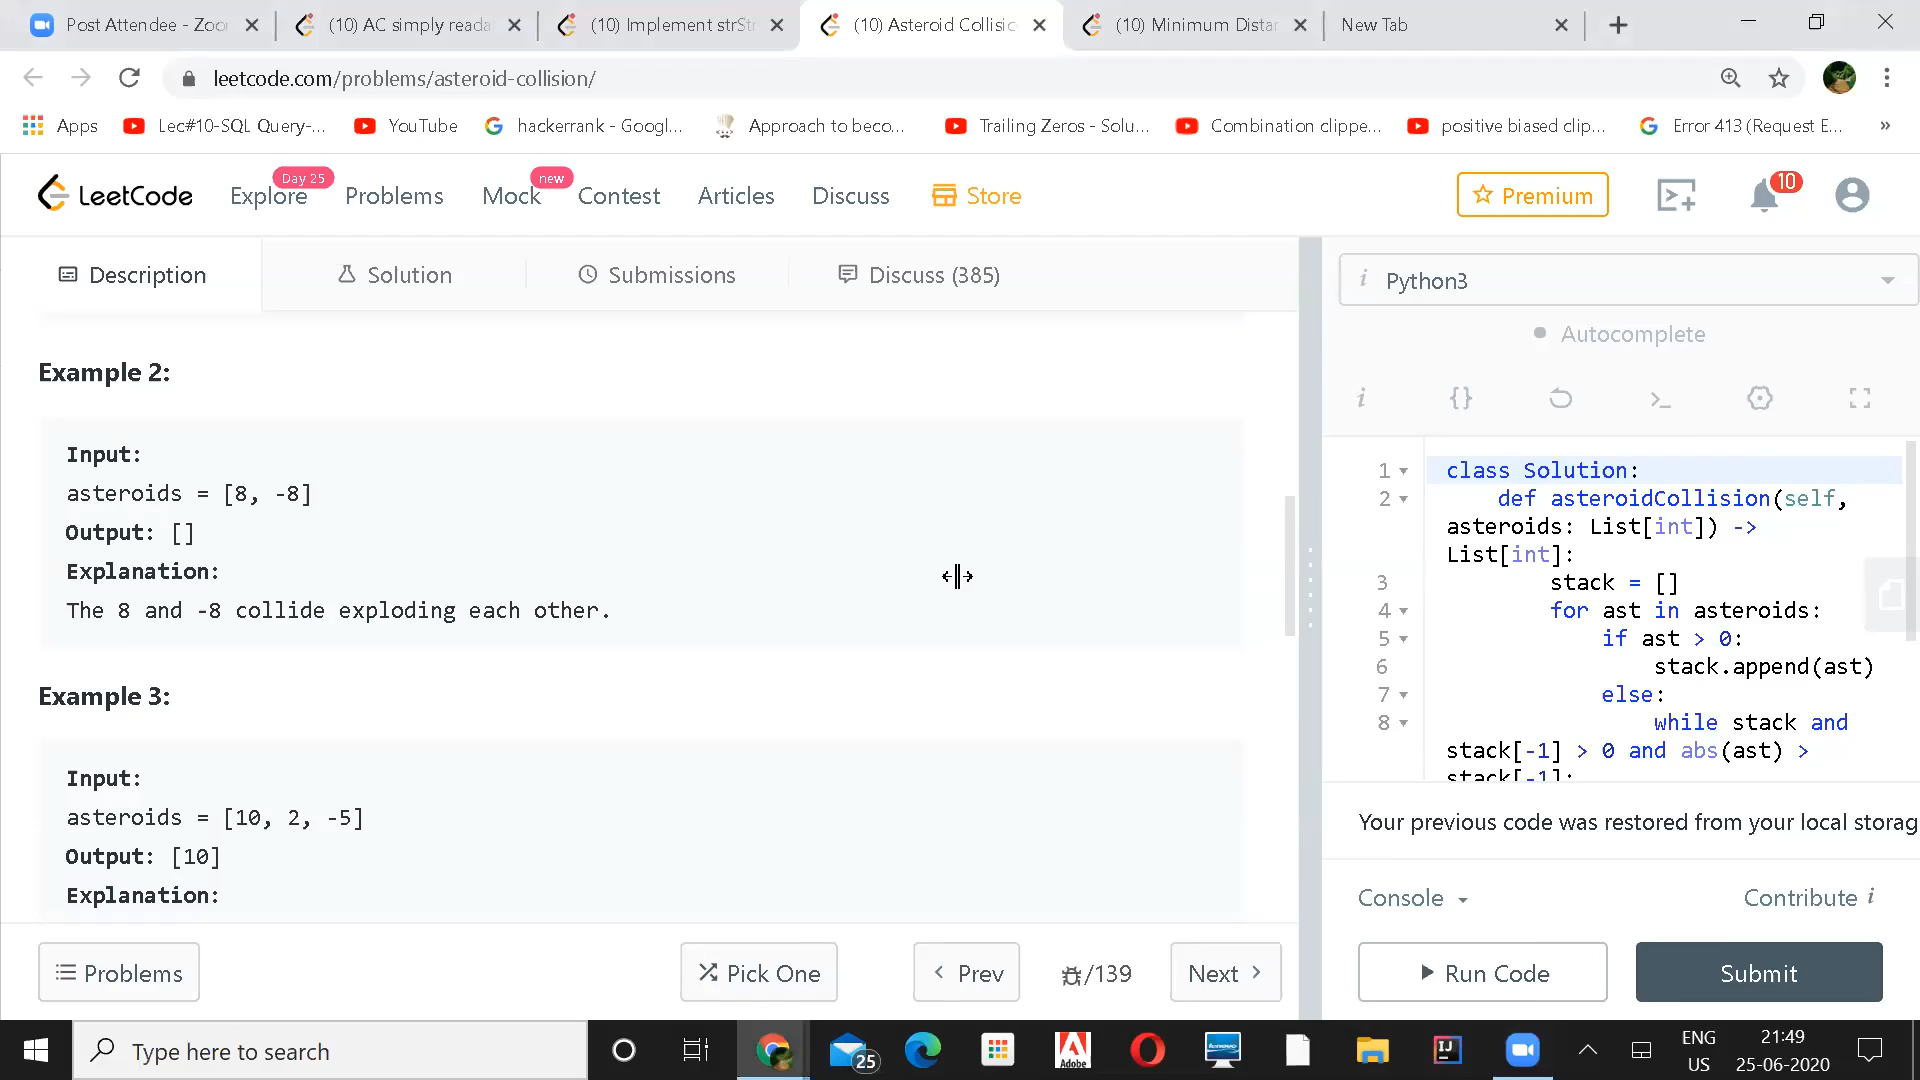 Post Attendee - Zoo
(10) AC simply reada
(10) Implement strSt
(10) Asteroid Collisio
(10) Minimum Distan
New Tab
leetcode.com/problems/asteroid-collision/
Apps
Lec#10-SQL Query-...
YouTube
hackerrank - Googl...
Approach to beco...
Trailing Zeros - Solu...
Combination clippe...
positive biased clip...
Error 413 (Request E...
»
LeetCode
Explore
Day 25
Problems
Mock
new
Contest
Articles
Discuss
Store
Premium
10
Description
Solution
Submissions
Discuss (385)
Example 2:
Input:
asteroids = [8, -8]
Output: []
Explanation:
The 8 and -8 collide exploding each other.
Example 3:
Input:
asteroids = [10, 2, -5]
Output: [10]
Explanation:
Problems
Pick One
Prev
/139
Next
i Python3
Autocomplete
i {} >_
1 class Solution:
2 def asteroidCollision(self,
asteroids: List[int]) ->
List[int]:
3 stack = []
4 for ast in asteroids:
5 if ast > 0:
6 stack.append(ast)
7 else:
8 while stack and
stack[-1] > 0 and abs(ast) >
stack[-1]:
Your previous code was restored from your local storag
Console
Contribute i
Run Code
Submit
Type here to search
25
Adobe
Lenovo
IJ
ENG
US
21:49
25-06-2020